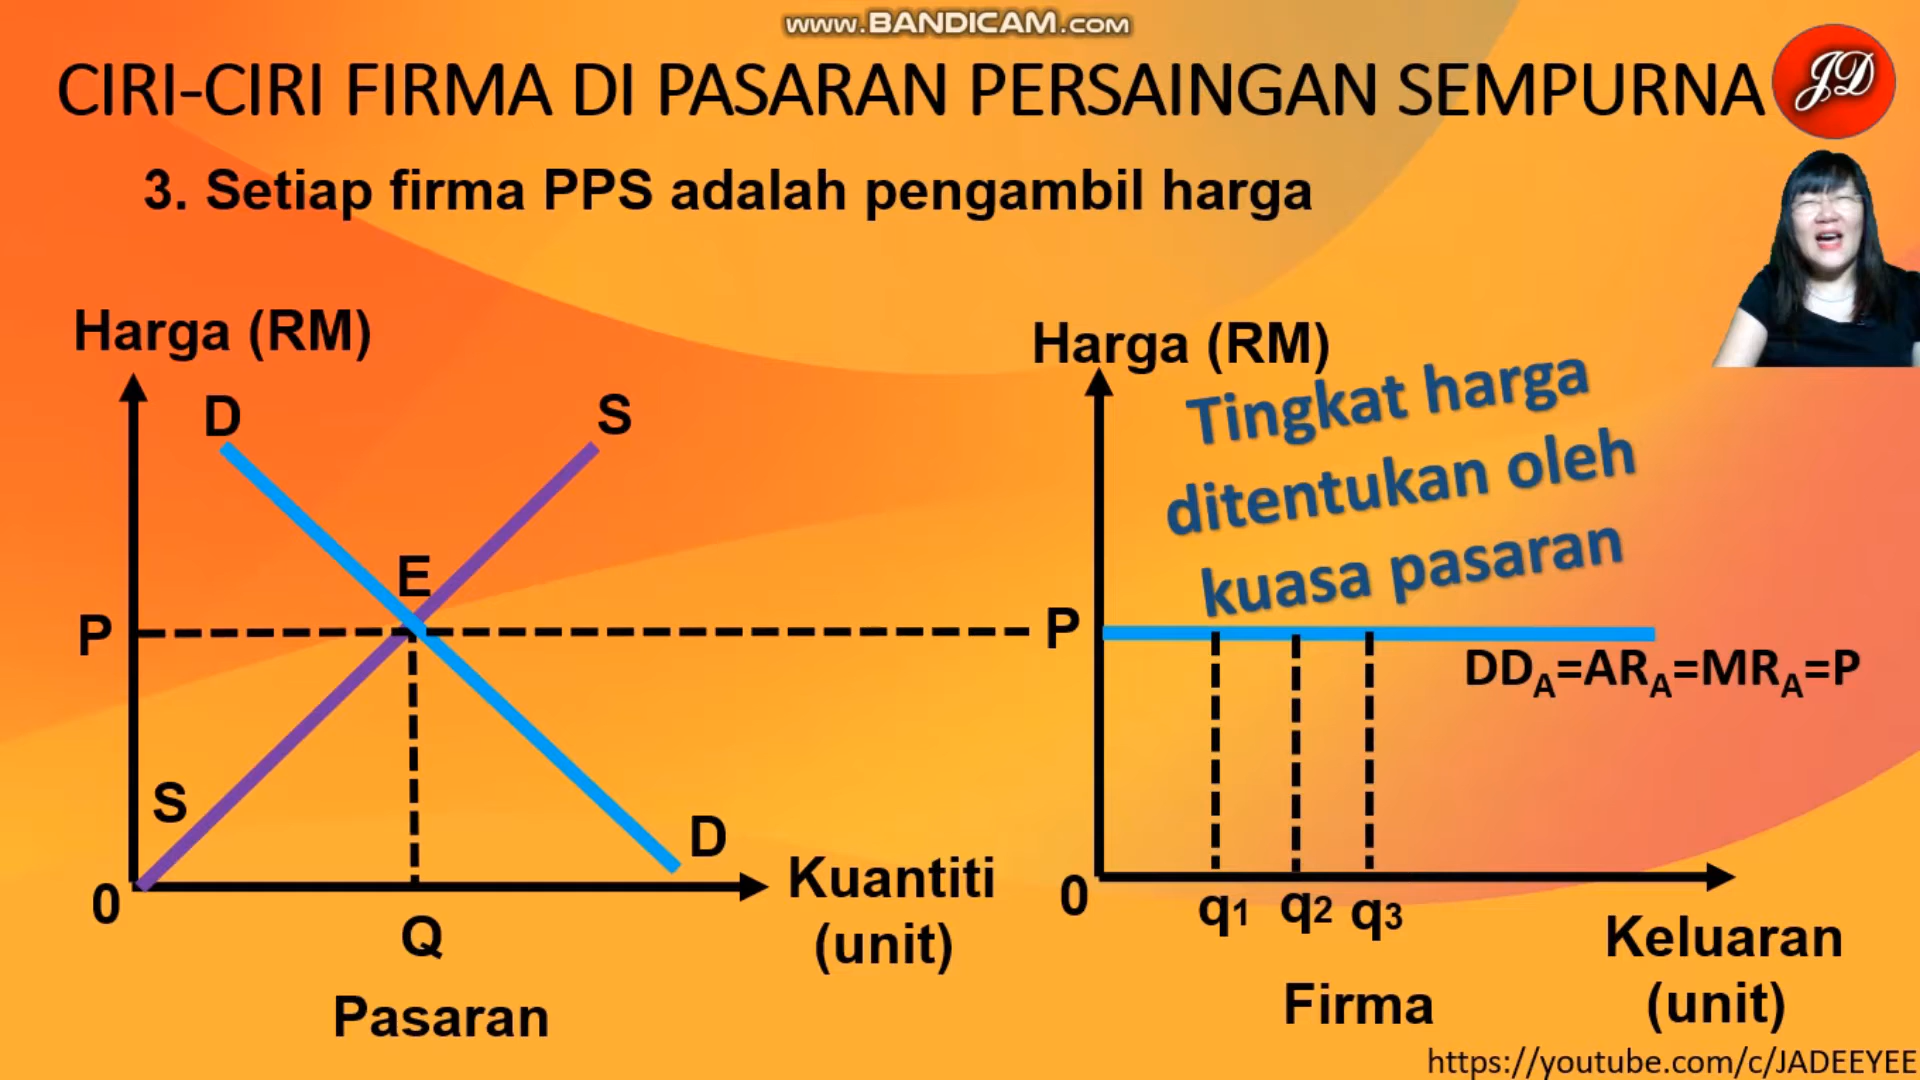 www.BANDICAM.com
CIRI-CIRI FIRMA DI PASARAN PERSAINGAN SEMPURNA
JD
3. Setiap firma PPS adalah pengambil harga
Harga (RM)
D
S
E
P
S
D
0
Q
Kuantiti
(unit)
Pasaran
Harga (RM)
Tingkat harga
ditentukan oleh
kuasa pasaran
P
DDA=ARA=MRA=P
0
q1 q2 q3
Keluaran
(unit)
Firma
https://youtube.com/c/JADEEYEE